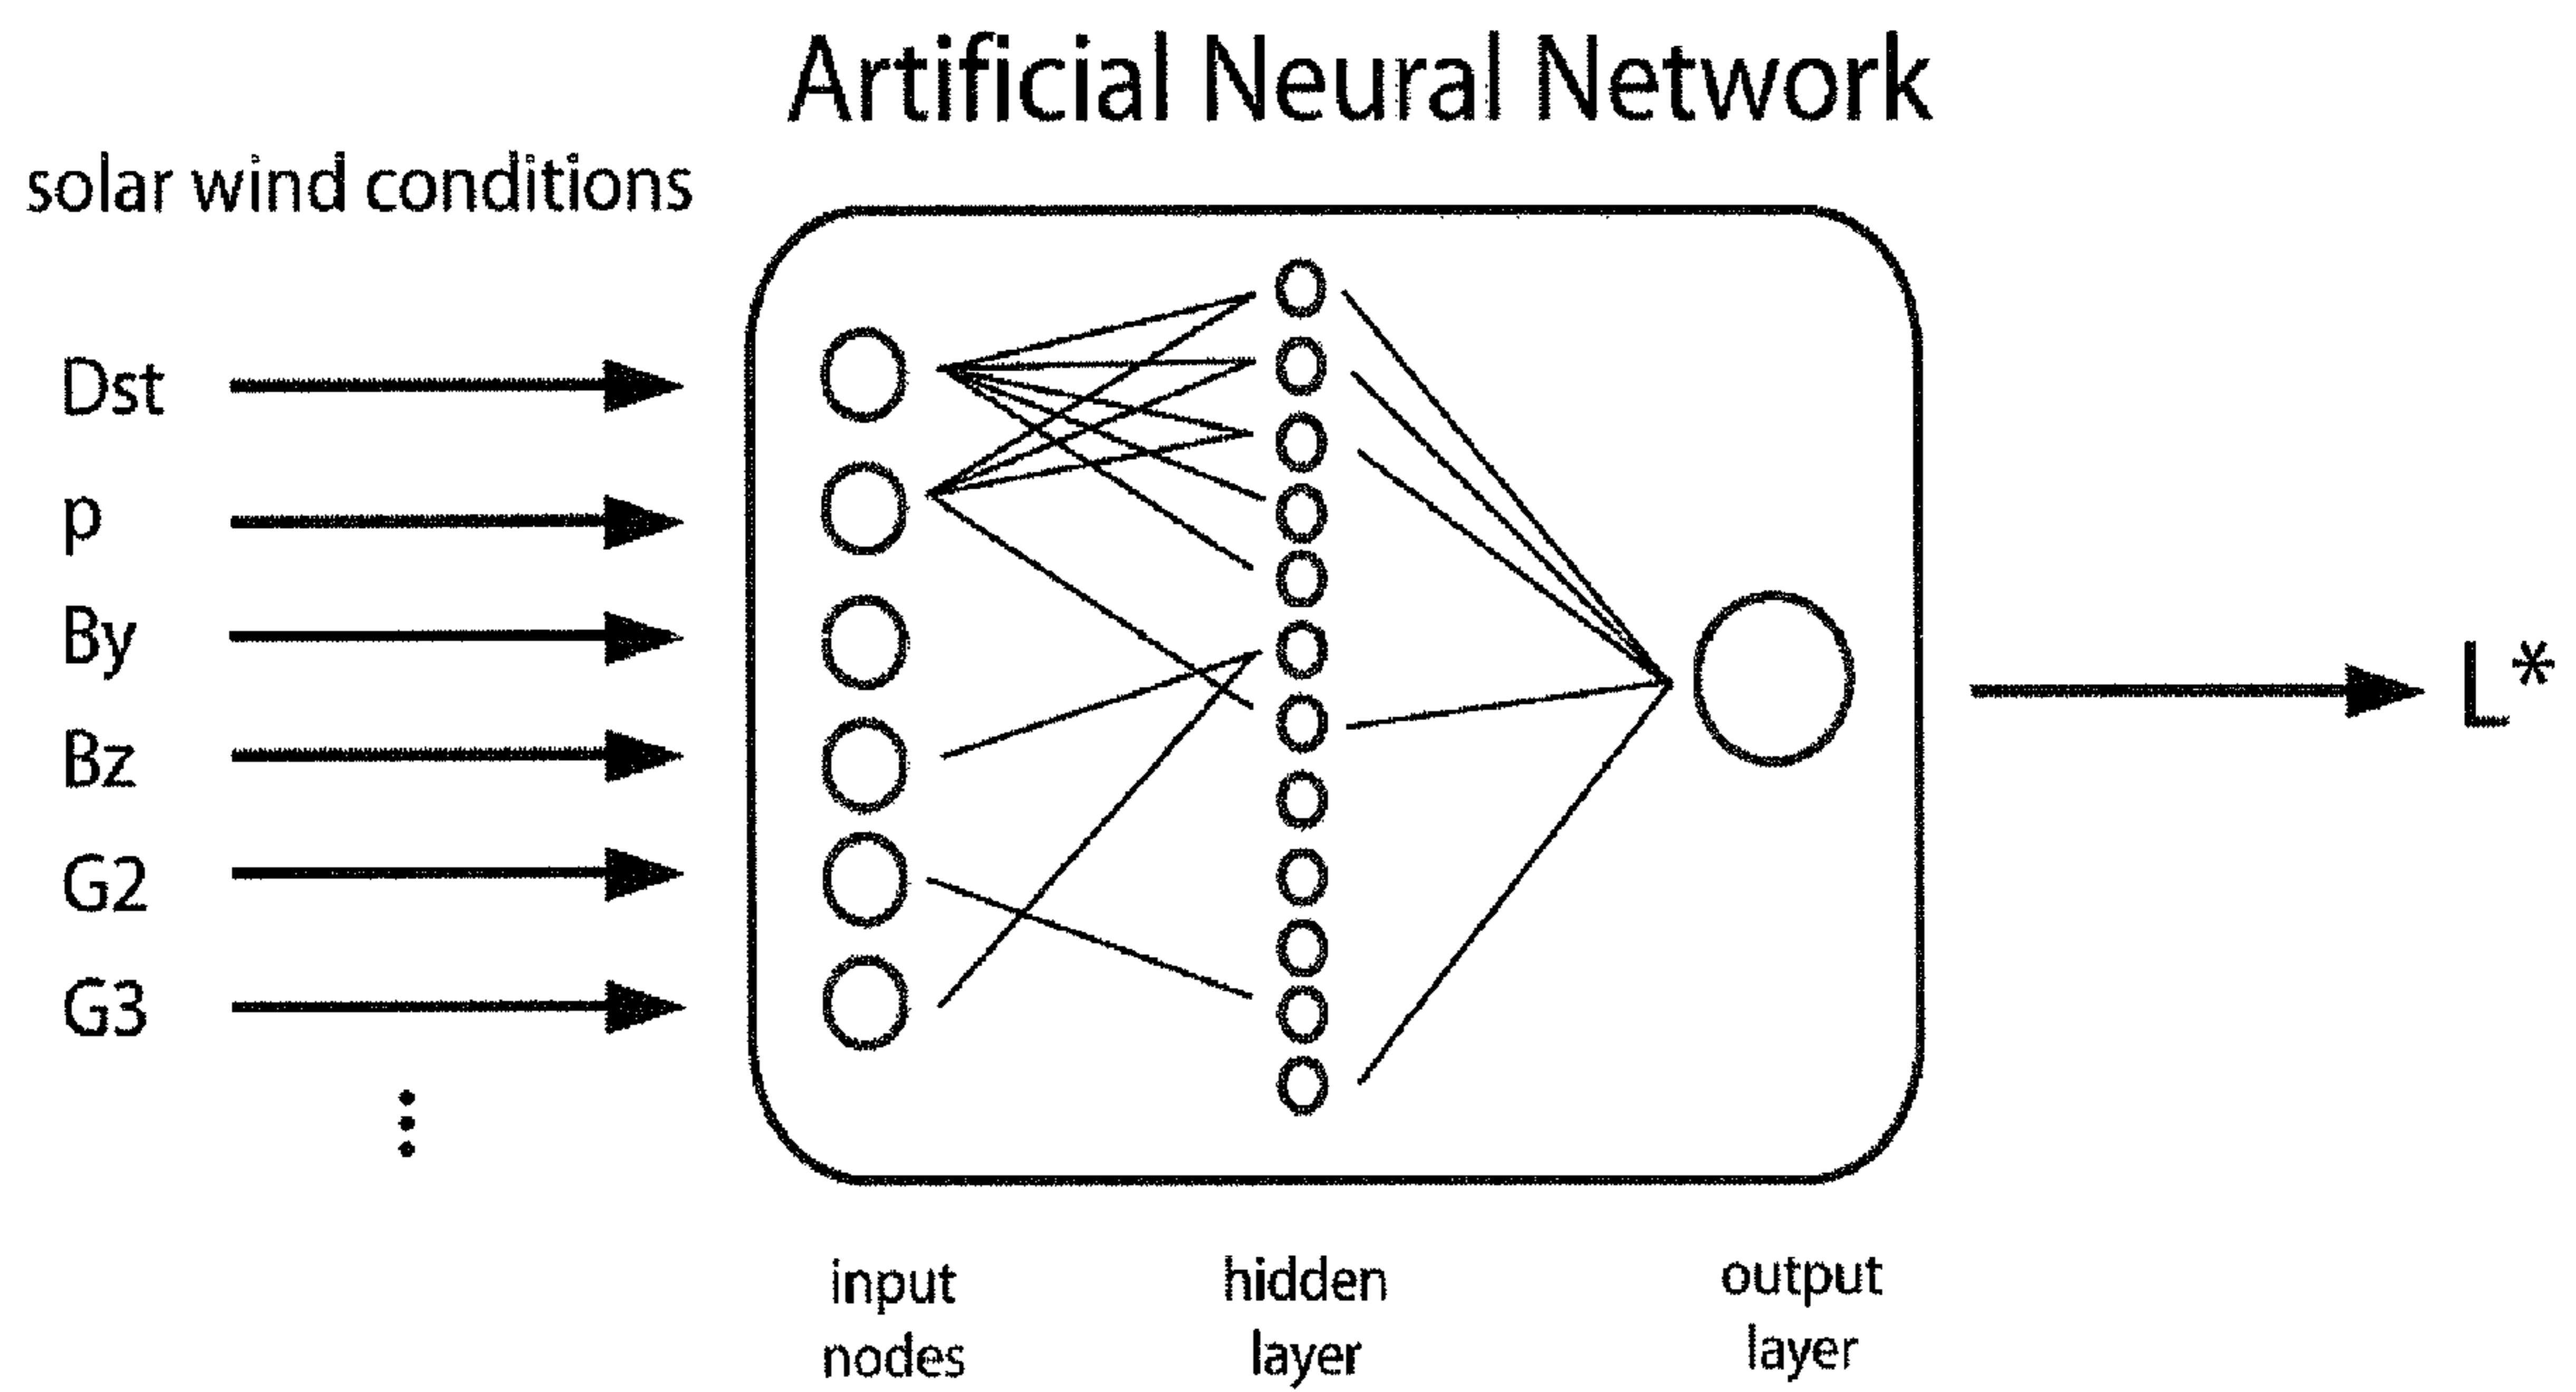 Artificial Neural Network
solar wind conditions
Dst
p
By
Bz
G2
G3
L*
input
nodes
hidden
layer
output
layer